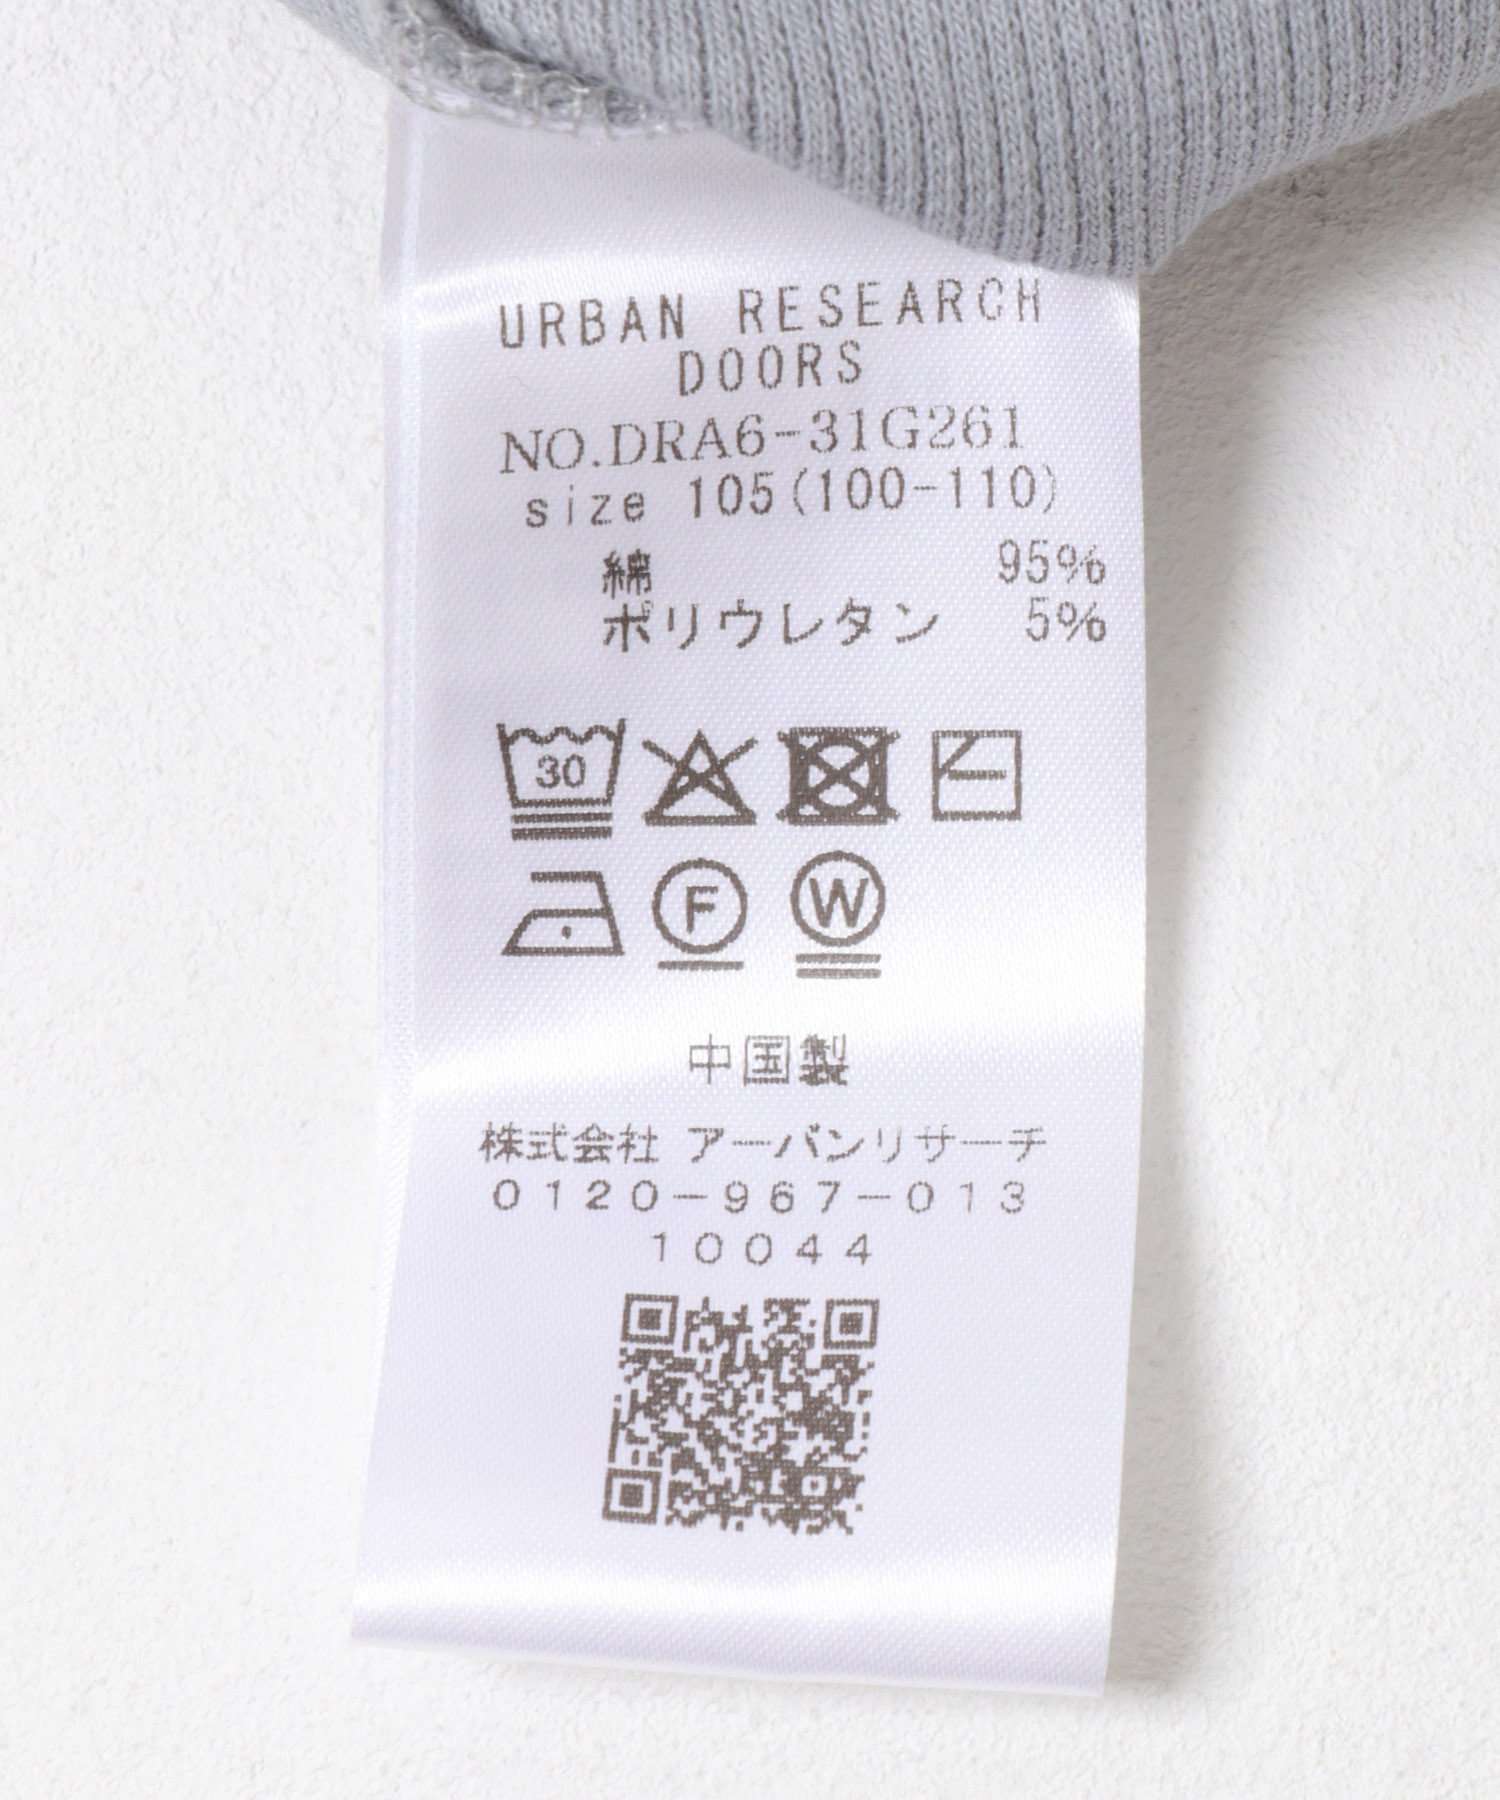 URBAN RESEARCH
DOORS
NO.DRA6-31G261
size 105(100-110)
綿 95%
ポリウレタン 5%
30
F W
中国製
株式会社 アーバンリサーチ
0120-967-013
10044